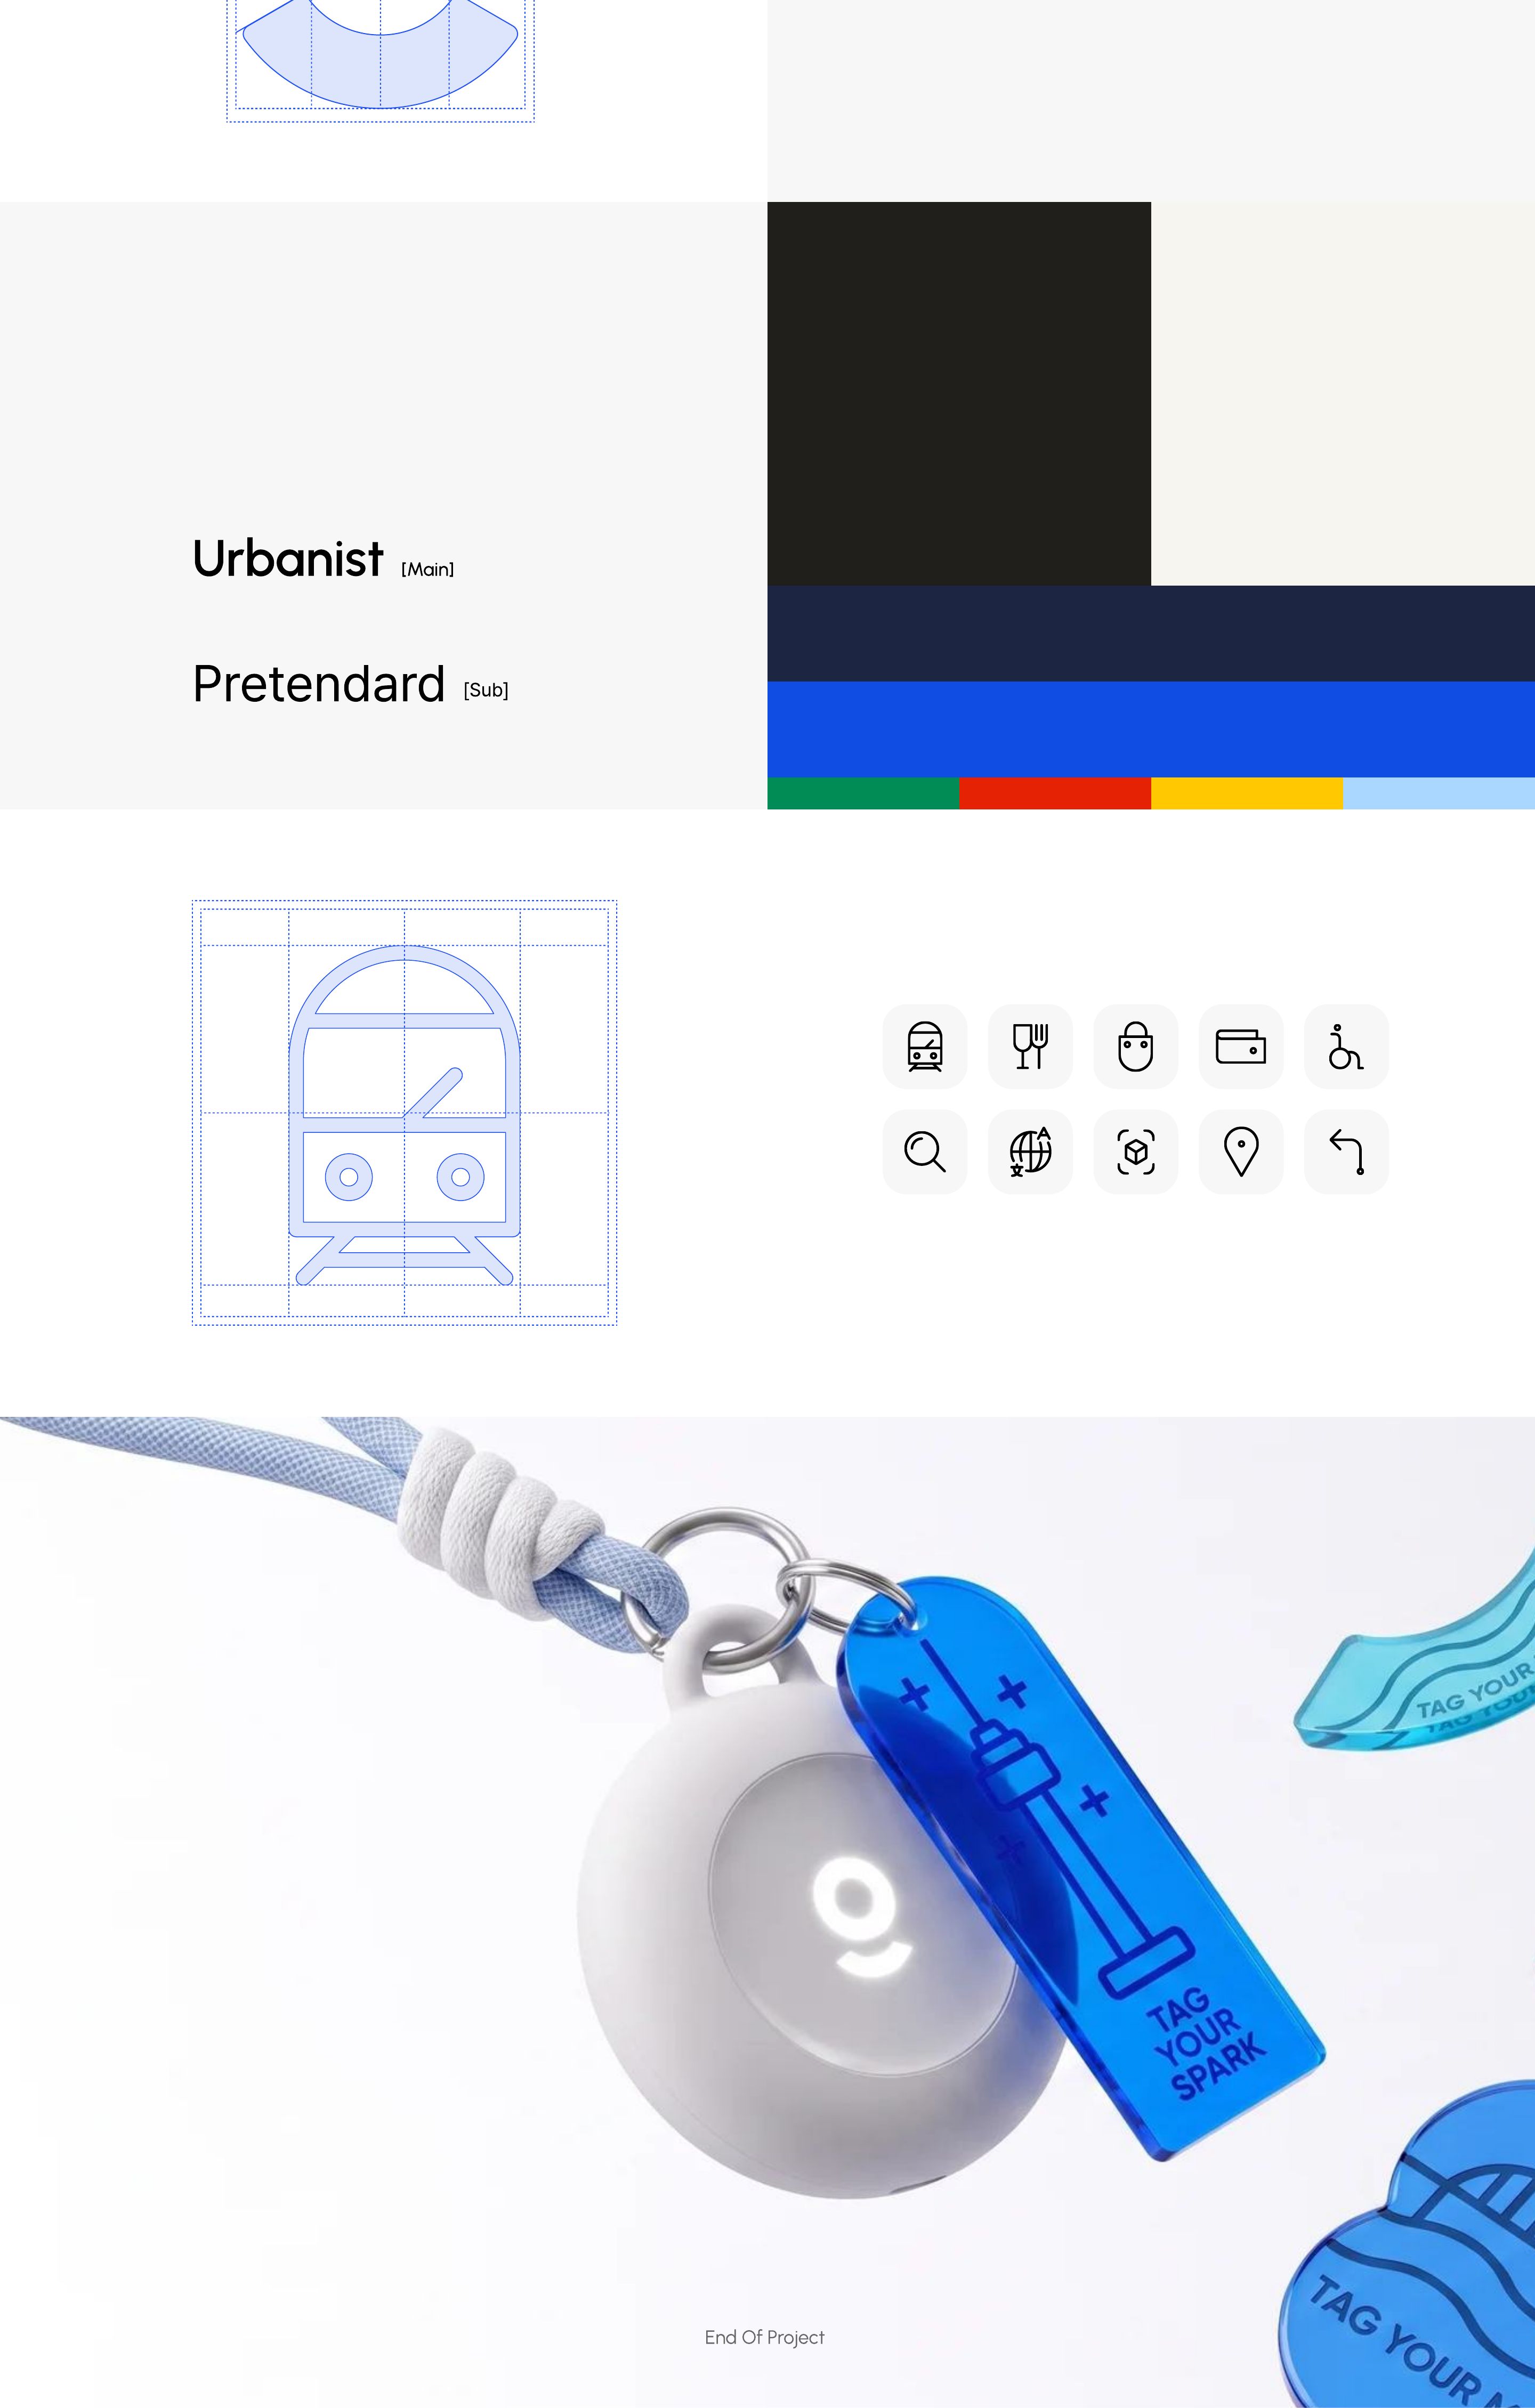 Urbanist [Main]
Pretendard [Sub]
A
TAG YOUR
TAG
YOUR
SPARK
TAG YOUR
End Of Project